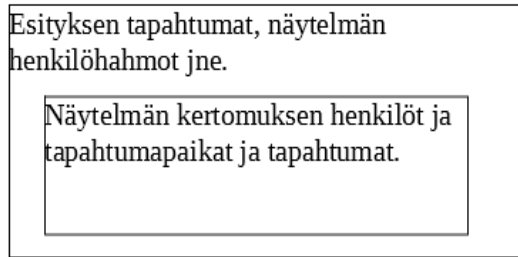 Esityksen tapahtumat, näytelmän
henkilöhahmot jne.
Näytelmän kertomuksen henkilöt ja
tapahtumapaikat ja tapahtumat.